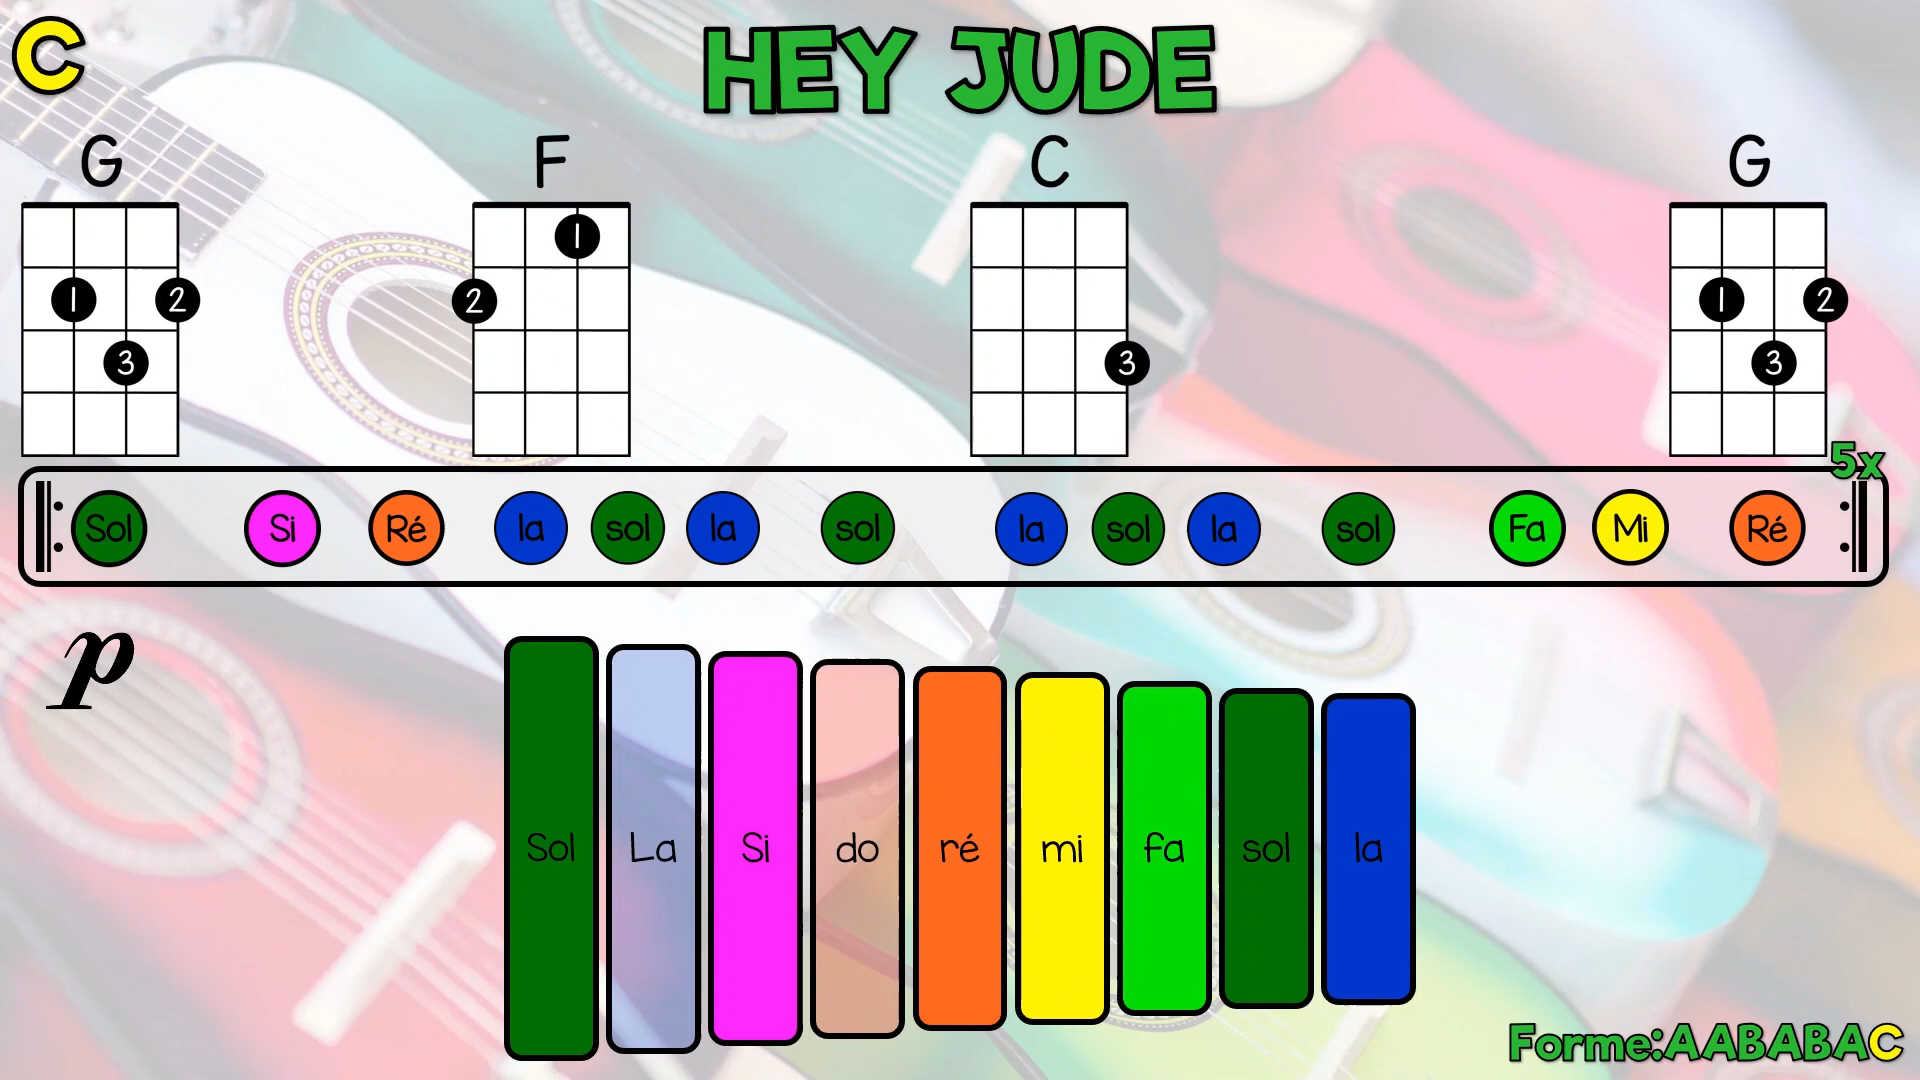 C
HEY JUDE
G F C G
1 2 3
1 2
3
1 2 3
5x
Sol Si Ré la sol la sol la sol la sol Fa Mi Ré
p
Sol La Si do ré mi fa sol la
Forme:AABABAC